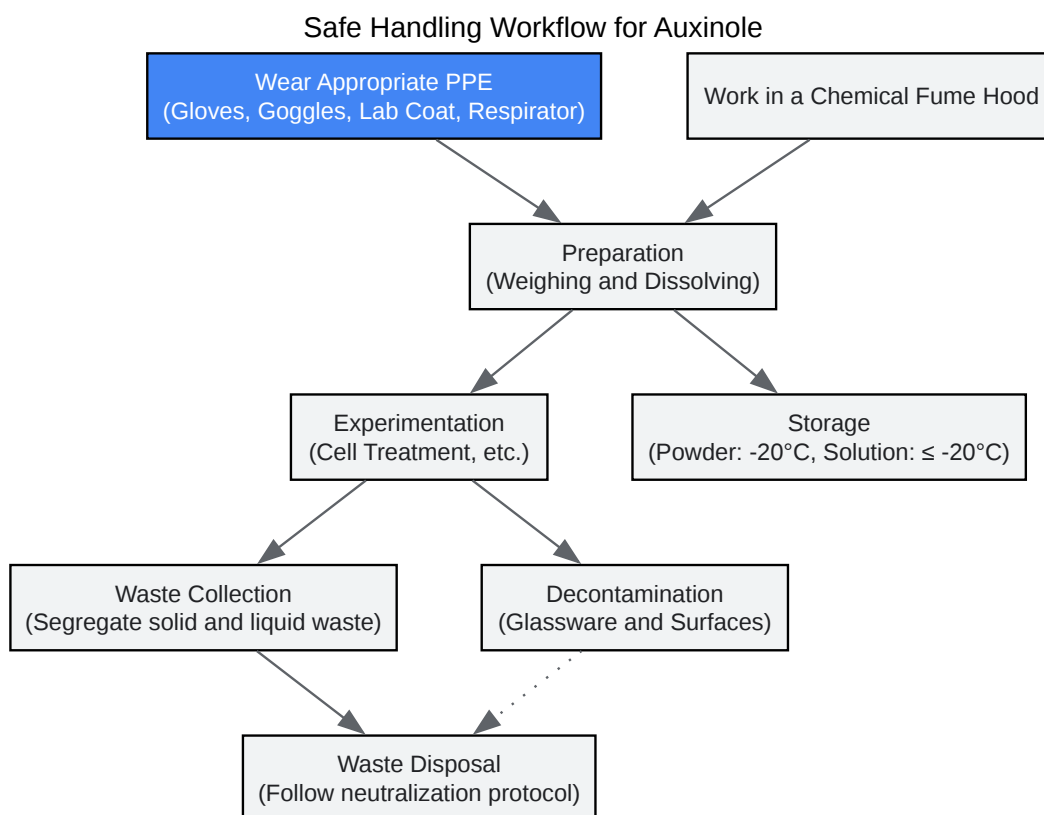 Safe Handling Workflow for Auxinole
Wear Appropriate PPE
(Gloves, Goggles, Lab Coat, Respirator)
Work in a Chemical Fume Hood
Preparation
(Weighing and Dissolving)
Experimentation
(Cell Treatment, etc.)
Storage
(Powder: -20°C, Solution: ≤ -20°C)
Waste Collection
(Segregate solid and liquid waste)
Decontamination
(Glassware and Surfaces)
Waste Disposal
(Follow neutralization protocol)